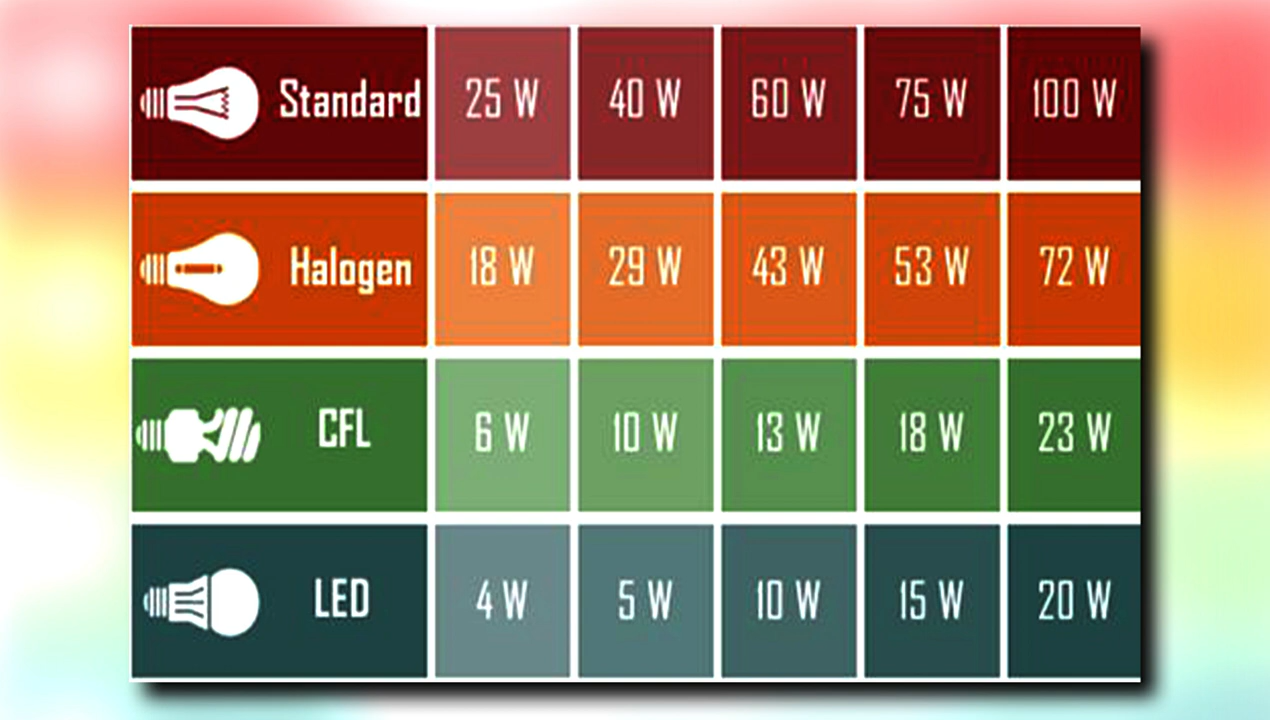 Standard 25 W 40 W 60 W 75 W 100 W
Halogen 18 W 29 W 43 W 53 W 72 W
CFL 6 W 10 W 13 W 18 W 23 W
LED 4 W 5 W 10 W 15 W 20 W